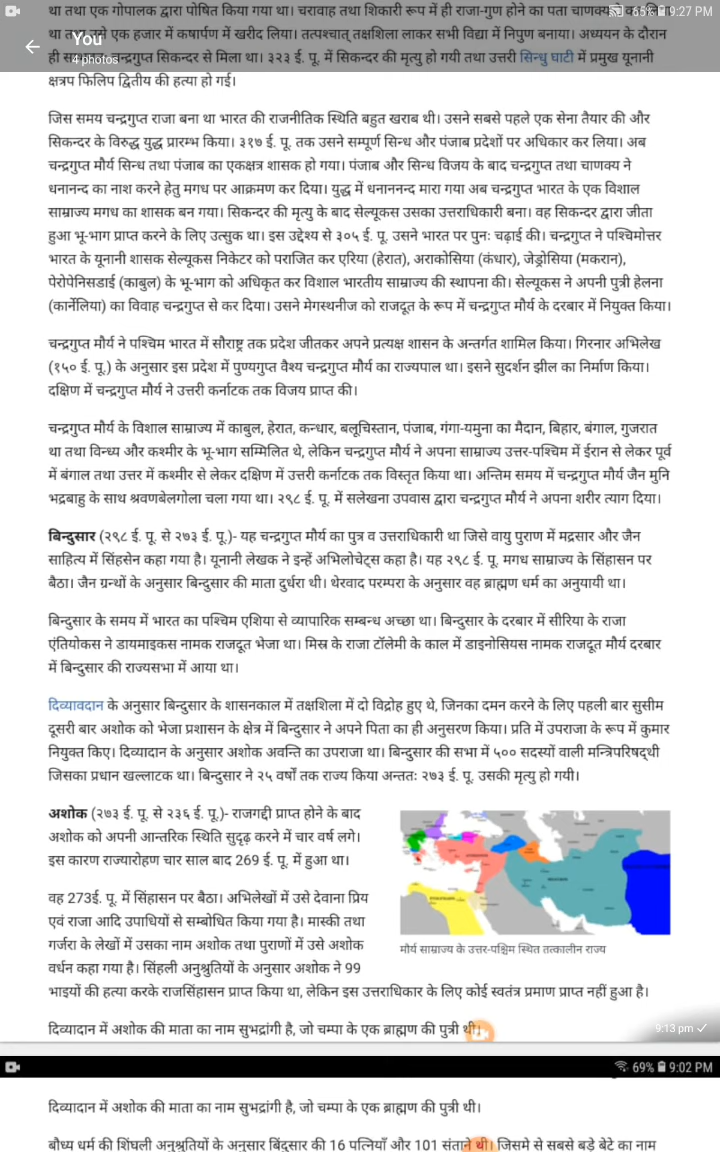 था तथा एक गोपालक द्वारा पोषित किया गया था। चरावाह तथा शिकारी रूप में ही राजा-गुण होने का पता चाणक्य
65% 9:27 PM
You
4 photos
एक हजार में कषार्पण में खरीद लिया। तत्पश्चात् तक्षशिला लाकर सभी विद्या में निपुण बनाया। अध्ययन के दौरान
ही चन्द्रगुप्त सिकन्दर से मिला था। ३२३ ई. पू. में सिकन्दर की मृत्यु हो गयी तथा उत्तरी सिन्धु घाटी में प्रमुख यूनानी
क्षत्रप फिलिप द्वितीय की हत्या हो गई।
जिस समय चन्द्रगुप्त राजा बना था भारत की राजनीतिक स्थिति बहुत खराब थी। उसने सबसे पहले एक सेना तैयार की और
सिकन्दर के विरुद्ध युद्ध प्रारम्भ किया। ३१७ ई. पू. तक उसने सम्पूर्ण सिन्ध और पंजाब प्रदेशों पर अधिकार कर लिया। अब
चन्द्रगुप्त मौर्य सिन्ध तथा पंजाब का एकक्षत्र शासक हो गया। पंजाब और सिन्ध विजय के बाद चन्द्रगुप्त तथा चाणक्य ने
धनानन्द का नाश करने हेतु मगध पर आक्रमण कर दिया। युद्ध में धनाननन्द मारा गया अब चन्द्रगुप्त भारत के एक विशाल
साम्राज्य मगध का शासक बन गया। सिकन्दर की मृत्यु के बाद सेल्यूकस उसका उत्तराधिकारी बना। वह सिकन्दर द्वारा जीता
हुआ भू-भाग प्राप्त करने के लिए उत्सुक था। इस उद्देश्य से ३०५ ई. पू. उसने भारत पर पुनः चढ़ाई की। चन्द्रगुप्त ने पश्‍चिमोत्तर
भारत के यूनानी शासक सेल्यूकस निकेटर को पराजित कर एरिया (हेरात), अराकोसिया (कंधार), जेड्रोसिया (मकरान),
पेरोपेनिसडाई (काबुल) के भू-भाग को अधिकृत कर विशाल भारतीय साम्राज्य की स्थापना की। सेल्यूकस ने अपनी पुत्री हेलना
(कार्नेलिया) का विवाह चन्द्रगुप्त से कर दिया। उसने मेगस्थनीज को राजदूत के रूप में चन्द्रगुप्त मौर्य के दरबार में नियुक्‍त किया।
चन्द्रगुप्त मौर्य ने पश्‍चिम भारत में सौराष्ट्र तक प्रदेश जीतकर अपने प्रत्यक्ष शासन के अन्तर्गत शामिल किया। गिरनार अभिलेख
(१५० ई. पू.) के अनुसार इस प्रदेश में पुण्यगुप्त वैश्य चन्द्रगुप्त मौर्य का राज्यपाल था। इसने सुदर्शन झील का निर्माण किया।
दक्षिण में चन्द्रगुप्त मौर्य ने उत्तरी कर्नाटक तक विजय प्राप्त की।
चन्द्रगुप्त मौर्य के विशाल साम्राज्य में काबुल, हेरात, कन्धार, बलूचिस्तान, पंजाब, गंगा-यमुना का मैदान, बिहार, बंगाल, गुजरात
था तथा विन्ध्य और कश्मीर के भू-भाग सम्मिलित थे, लेकिन चन्द्रगुप्त मौर्य ने अपना साम्राज्य उत्तर-पश्‍चिम में ईरान से लेकर पूर्व
में बंगाल तथा उत्तर में कश्मीर से लेकर दक्षिण में उत्तरी कर्नाटक तक विस्तृत किया था। अन्तिम समय में चन्द्रगुप्त मौर्य जैन मुनि
भद्रबाहु के साथ श्रवणबेलगोला चला गया था। २९८ ई. पू. में सलेखना उपवास द्वारा चन्द्रगुप्त मौर्य ने अपना शरीर त्याग दिया।
बिन्दुसार (२९८ ई. पू. से २७३ ई. पू.)- यह चन्द्रगुप्त मौर्य का पुत्र व उत्तराधिकारी था जिसे वायु पुराण में मद्रसार और जैन
साहित्य में सिंहसेन कहा गया है। यूनानी लेखक ने इन्हें अभिलोचेट्‍स कहा है। यह २९८ ई. पू. मगध साम्राज्य के सिंहासन पर
बैठा। जैन ग्रन्थों के अनुसार बिन्दुसार की माता दुर्धरा थी। थेरवाद परम्परा के अनुसार वह ब्राह्मण धर्म का अनुयायी था।
बिन्दुसार के समय में भारत का पश्‍चिम एशिया से व्यापारिक सम्बन्ध अच्छा था। बिन्दुसार के दरबार में सीरिया के राजा
एंतियोकस ने डायमाइकस नामक राजदूत भेजा था। मिस्र के राजा टॉलेमी के काल में डाइनोसियस नामक राजदूत मौर्य दरबार
में बिन्दुसार की राज्यसभा में आया था।
दिव्यावदान के अनुसार बिन्दुसार के शासनकाल में तक्षशिला में दो विद्रोह हुए थे, जिनका दमन करने के लिए पहली बार सुसीम
दूसरी बार अशोक को भेजा प्रशासन के क्षेत्र में बिन्दुसार ने अपने पिता का ही अनुसरण किया। प्रति में उपराजा के रूप में कुमार
नियुक्‍त किए। दिव्यादान के अनुसार अशोक अवन्ति का उपराजा था। बिन्दुसार की सभा में ५०० सदस्यों वाली मन्त्रिपरिषद्‍थी
जिसका प्रधान खल्लाटक था। बिन्दुसार ने २५ वर्षों तक राज्य किया अन्ततः २७३ ई. पू. उसकी मृत्यु हो गयी।
अशोक (२७३ ई. पू. से २३६ ई. पू.)- राजगद्दी प्राप्त होने के बाद
अशोक को अपनी आन्तरिक स्थिति सुदृढ़ करने में चार वर्ष लगे।
इस कारण राज्यारोहण चार साल बाद 269 ई. पू. में हुआ था।
वह 273ई. पू. में सिंहासन पर बैठा। अभिलेखों में उसे देवाना प्रिय
एवं राजा आदि उपाधियों से सम्बोधित किया गया है। मास्की तथा
गर्जरा के लेखों में उसका नाम अशोक तथा पुराणों में उसे अशोक
वर्धन कहा गया है। सिंहली अनुश्रुतियों के अनुसार अशोक ने 99
मौर्य साम्राज्य के उत्तर-पश्चिम स्थित तत्कालीन राज्य
भाइयों की हत्या करके राजसिंहासन प्राप्त किया था, लेकिन इस उत्तराधिकार के लिए कोई स्वतंत्र प्रमाण प्राप्त नहीं हुआ है।
दिव्यादान में अशोक की माता का नाम सुभद्रांगी है, जो चम्पा के एक ब्राह्मण की पुत्री थी।
9:13 pm
69% 9:02 PM
दिव्यादान में अशोक की माता का नाम सुभद्रांगी है, जो चम्पा के एक ब्राह्मण की पुत्री थी।
बौध्य धर्म की शिंघली अनुश्रुतियों के अनुसार बिंदुसार की 16 पत्नियाँ और 101 संताने थी। जिसमे से सबसे बड़े बेटे का नाम